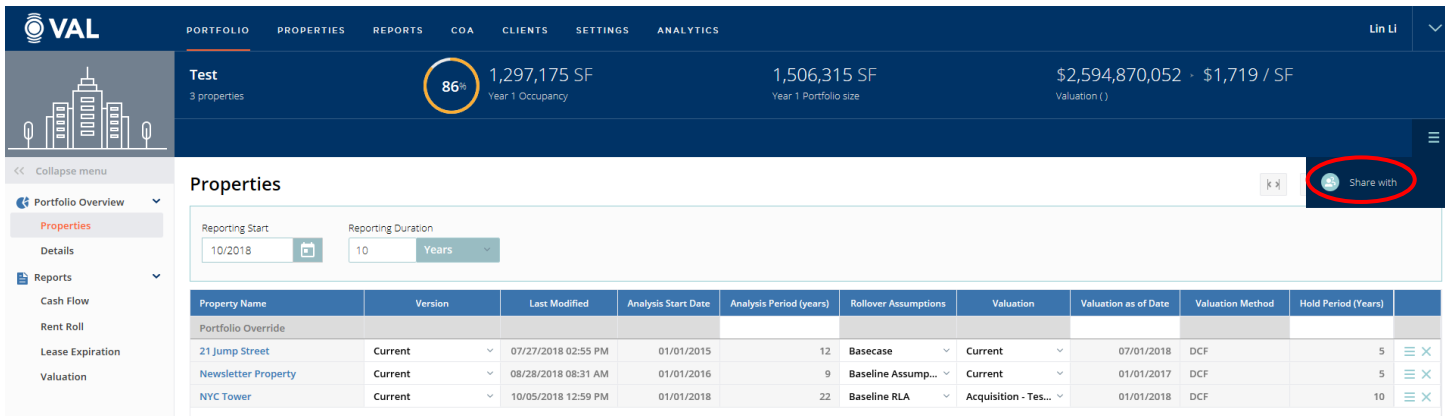 VAL
PORTFOLIO PROPERTIES REPORTS COA CLIENTS SETTINGS ANALYTICS Lin Li
Test
3 properties
86%
1,297,175 SF
Year 1 Occupancy
1,506,315 SF
Year 1 Portfolio size
$2,594,870,052 · $1,719 / SF
Valuation ( )
Collapse menu
Portfolio Overview
Properties
Details
Reports
Cash Flow
Rent Roll
Lease Expiration
Valuation
Properties
Share with
Reporting Start Reporting Duration
10/2018 10 Years
Property Name Version Last Modified Analysis Start Date Analysis Period (years) Rollover Assumptions Valuation Valuation as of Date Valuation Method Hold Period (Years)
Portfolio Override
21 Jump Street Current 07/27/2018 02:55 PM 01/01/2015 12 Basecase Current 07/01/2018 DCF 5
Newsletter Property Current 08/28/2018 08:31 AM 01/01/2016 9 Baseline Assump... Current 01/01/2017 DCF 5
NYC Tower Current 10/05/2018 12:59 PM 01/01/2018 22 Baseline RLA Acquisition - Tes... 01/01/2018 DCF 10